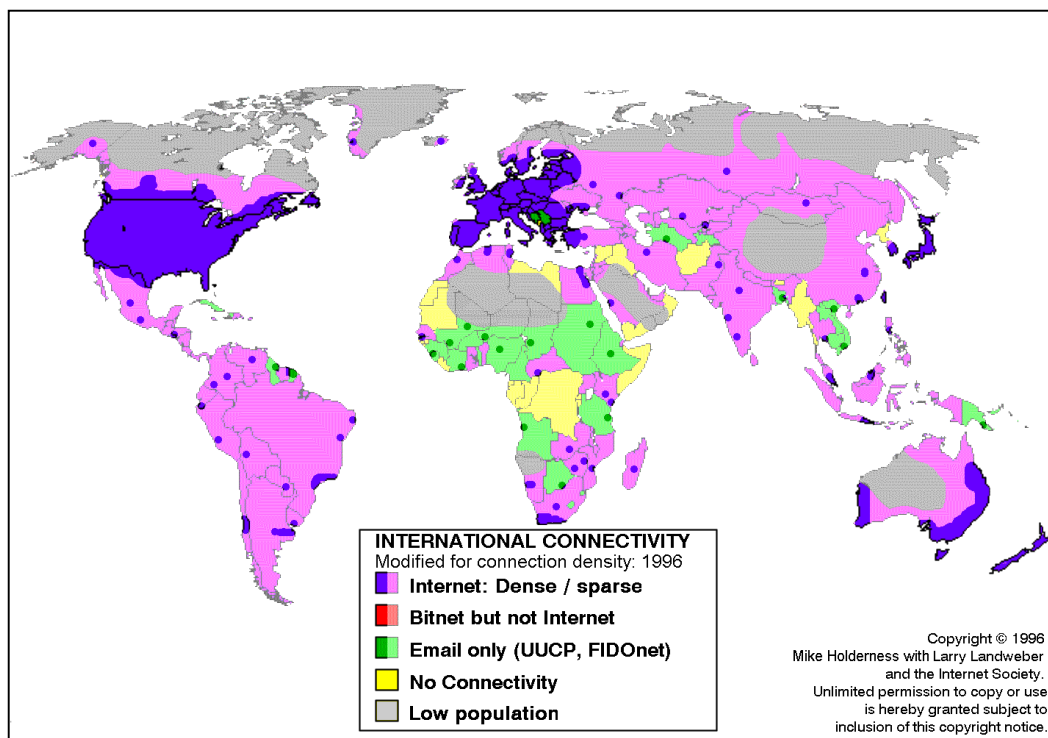 INTERNATIONAL CONNECTIVITY
Modified for connection density: 1996
Internet: Dense / sparse
Bitnet but not Internet
Email only (UUCP, FIDOnet)
No Connectivity
Low population
Copyright © 1996
Mike Holderness with Larry Landweber
and the Internet Society.
Unlimited permission to copy or use
is hereby granted subject to
inclusion of this copyright notice.